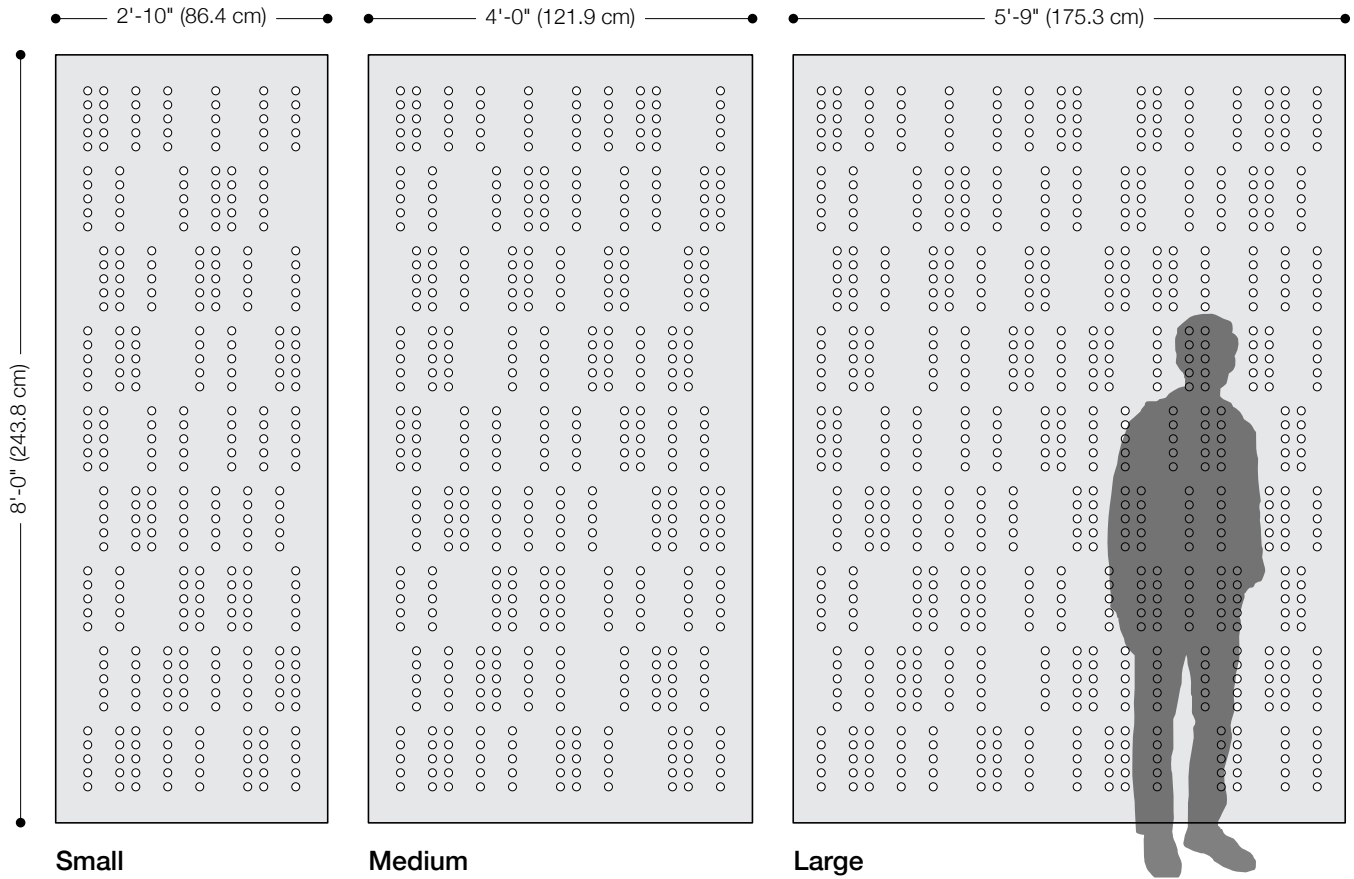 2'-10" (86.4 cm)
4'-0" (121.9 cm)
5'-9" (175.3 cm)
8'-0" (243.8 cm)
Small
Medium
Large